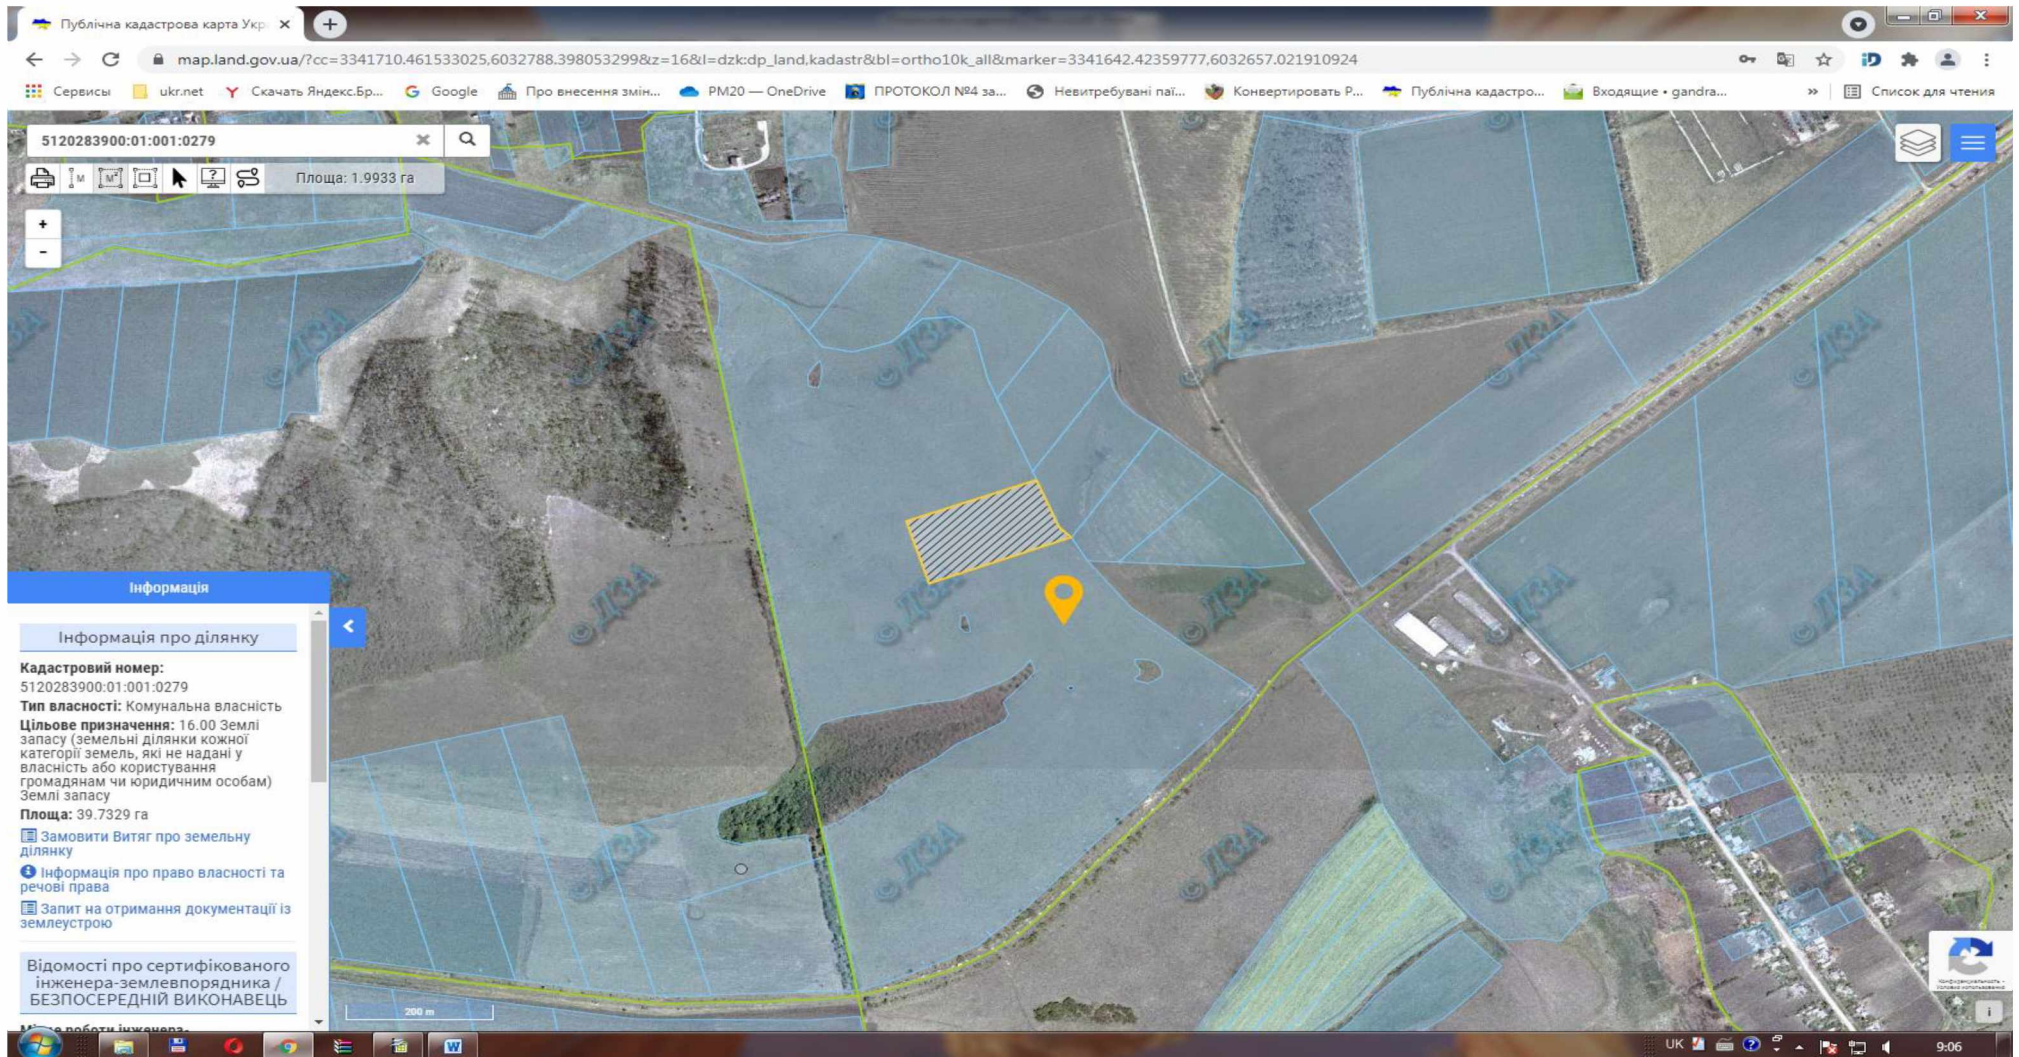 Публічна кадастрова карта Укр
map.land.gov.ua/?cc=3341710.461533025,6032788.398053299&z=16&l=dzk:dp_land,kadastr&bl=ortho10k_all&marker=3341642.42359777,6032657.021910924
Сервисы ukr.net Скачать Яндекс.Бр... Google Про внесення змін... PM20 — OneDrive ПРОТОКОЛ №4 за... Невитребувані паї... Конвертировать P... Публічна кадастро... Входящие • gandra... » Список для чтения
5120283900:01:001:0279
Площа: 1.9933 га
+
−
© ДЗА
Інформація
Інформація про ділянку
Кадастровий номер:
5120283900:01:001:0279
Тип власності: Комунальна власність
Цільове призначення: 16.00 Землі
запасу (земельні ділянки кожної
категорії земель, які не надані у
власність або користування
громадянам чи юридичним особам)
Землі запасу
Площа: 39.7329 га
Замовити Витяг про земельну
ділянку
Інформація про право власності та
речові права
Запит на отримання документації із
землеустрою
Відомості про сертифікованого
інженера-землевпорядника /
БЕЗПОСЕРЕДНІЙ ВИКОНАВЕЦЬ
200 m
Конфиденциальность -
Условия использования
UK
9:06